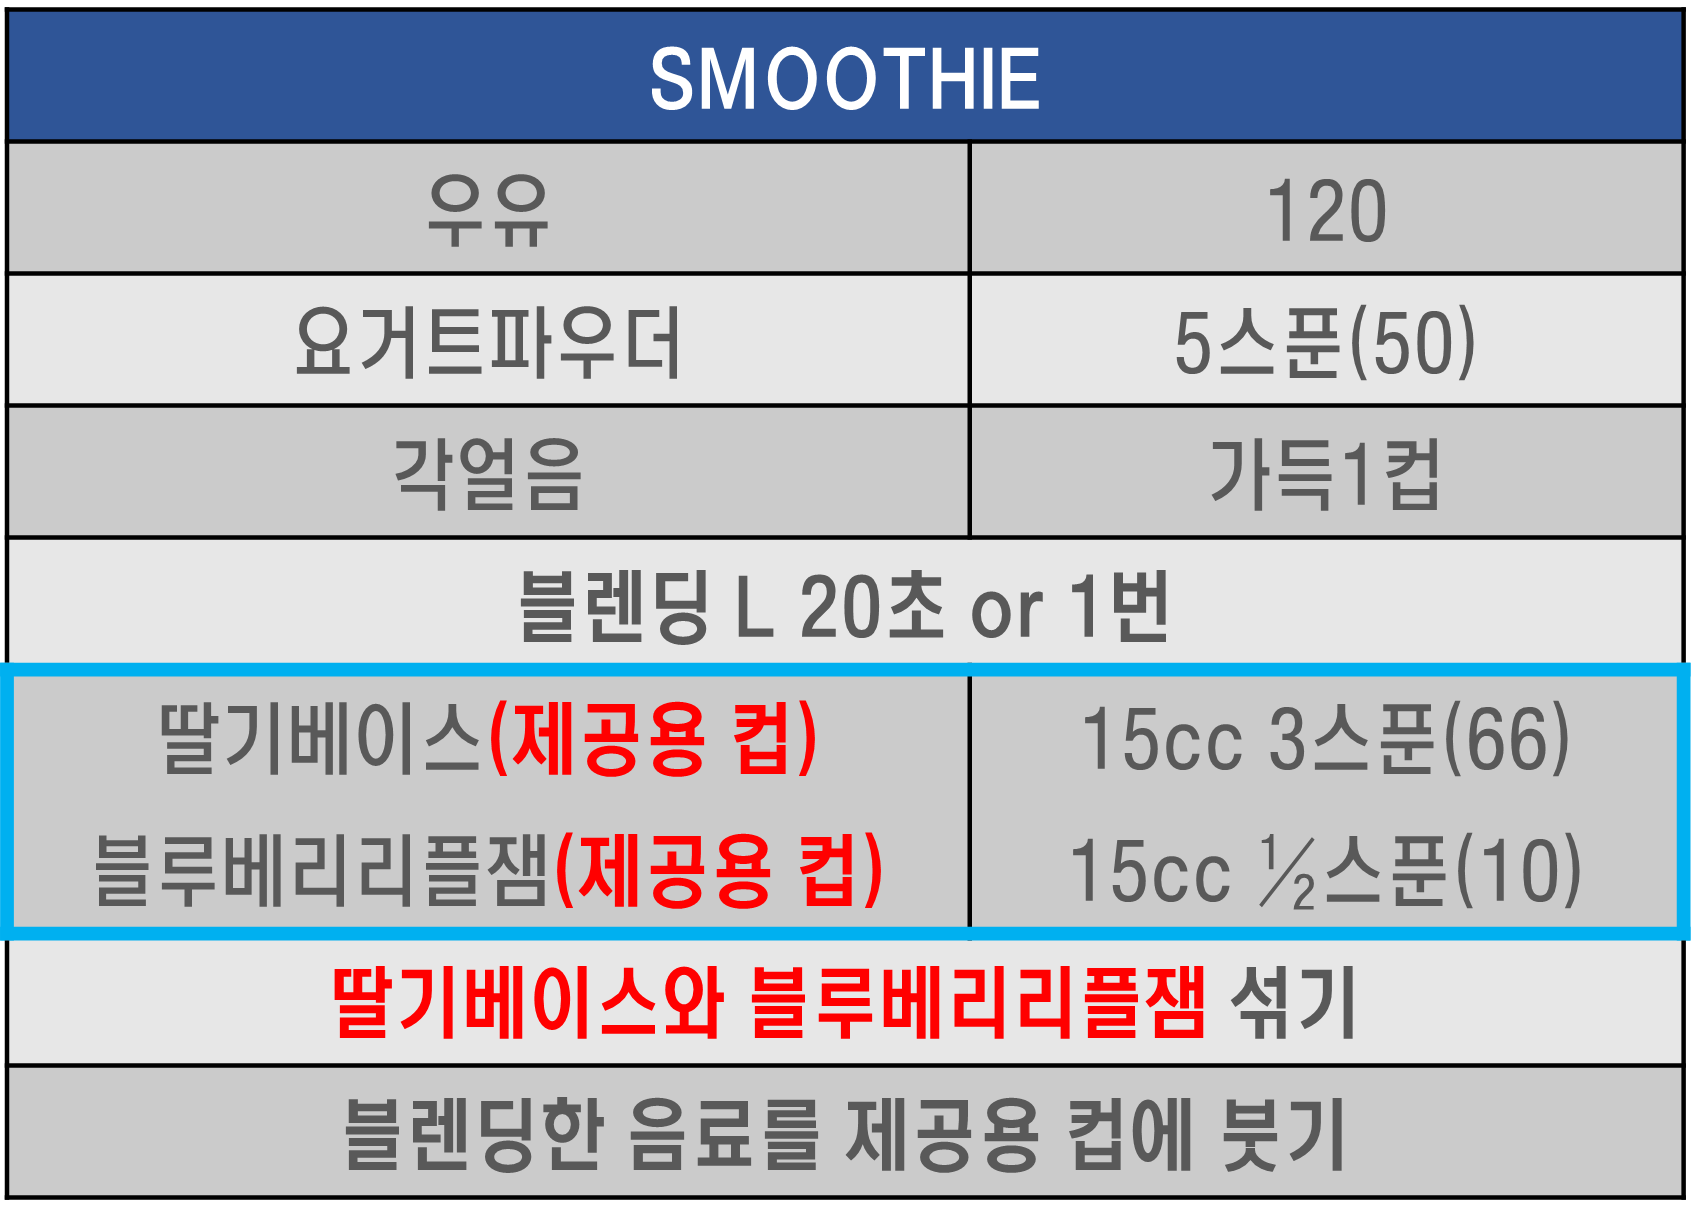 SMOOTHIE
우유 120
요거트파우더 5스푼(50)
각얼음 가득1컵
블렌딩 L 20초 or 1번
딸기베이스(제공용 컵) 15cc 3스푼(66)
블루베리리플잼(제공용 컵) 15cc ½스푼(10)
딸기베이스와 블루베리리플잼 섞기
블렌딩한 음료를 제공용 컵에 붓기